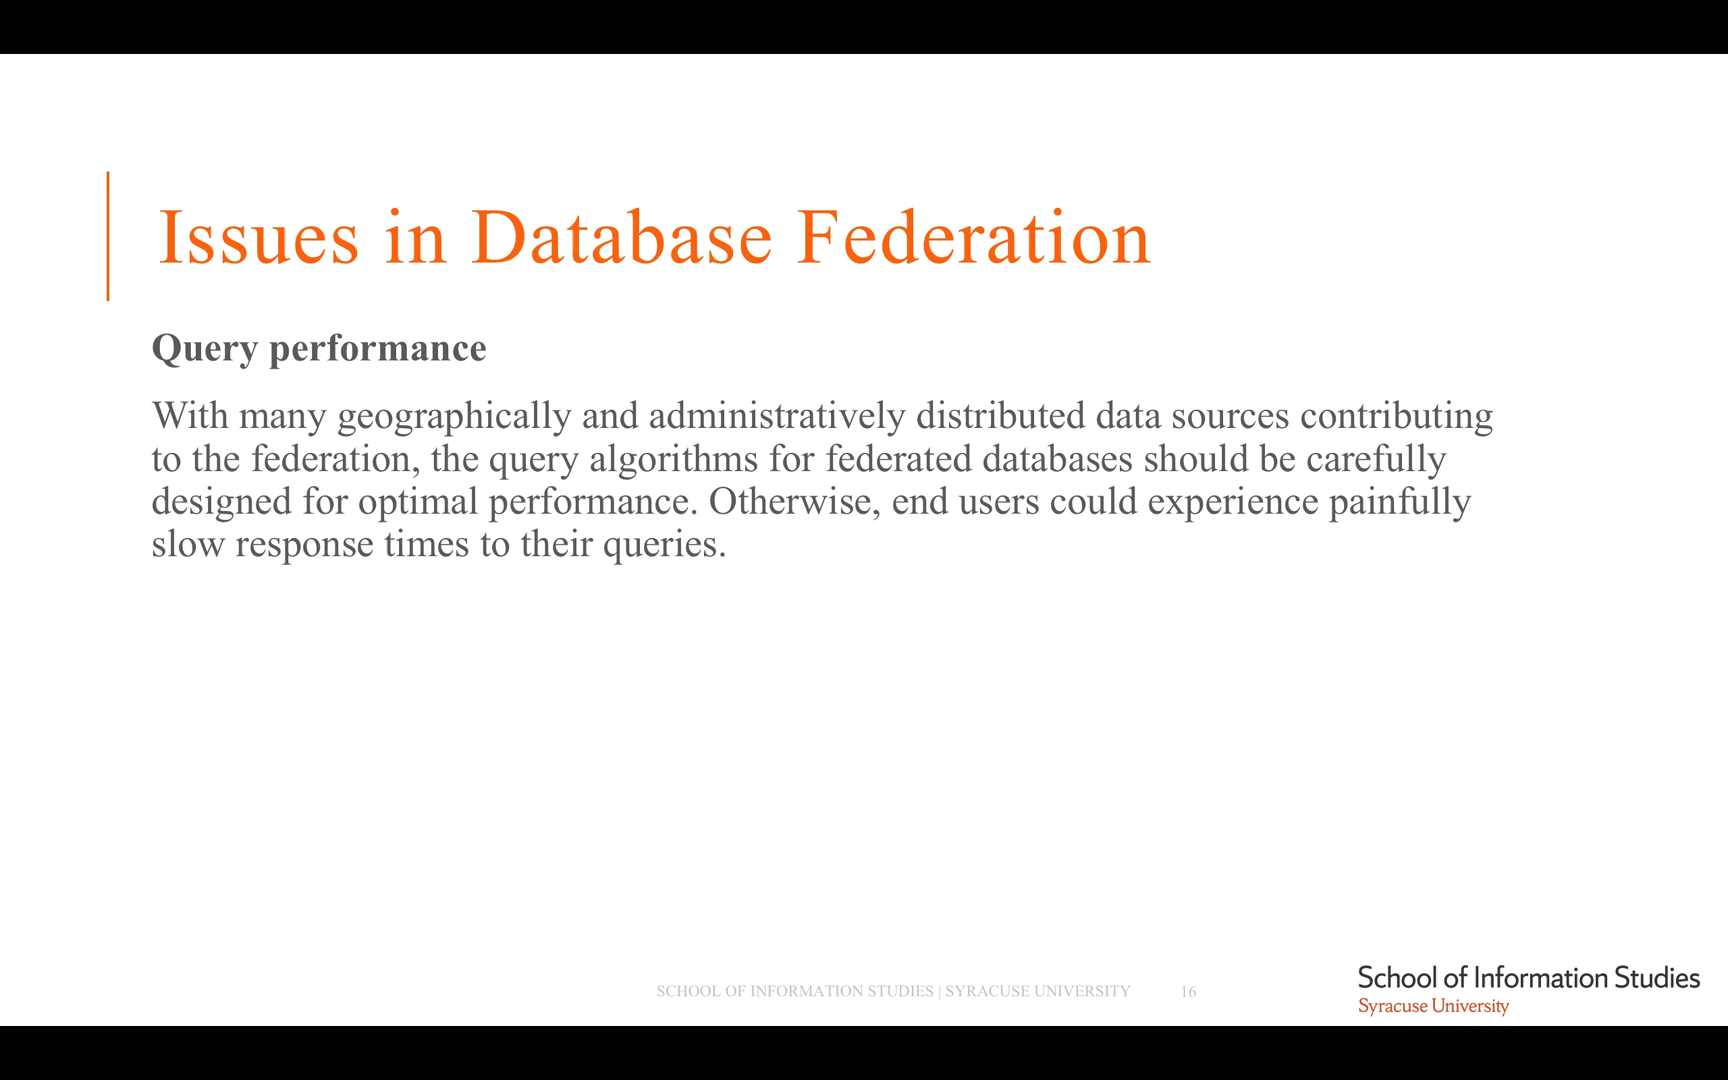 Issues in Database Federation
Query performance
With many geographically and administratively distributed data sources contributing
to the federation, the query algorithms for federated databases should be carefully
designed for optimal performance. Otherwise, end users could experience painfully
slow response times to their queries.
SCHOOL OF INFORMATION STUDIES | SYRACUSE UNIVERSITY 16
School of Information Studies
Syracuse University